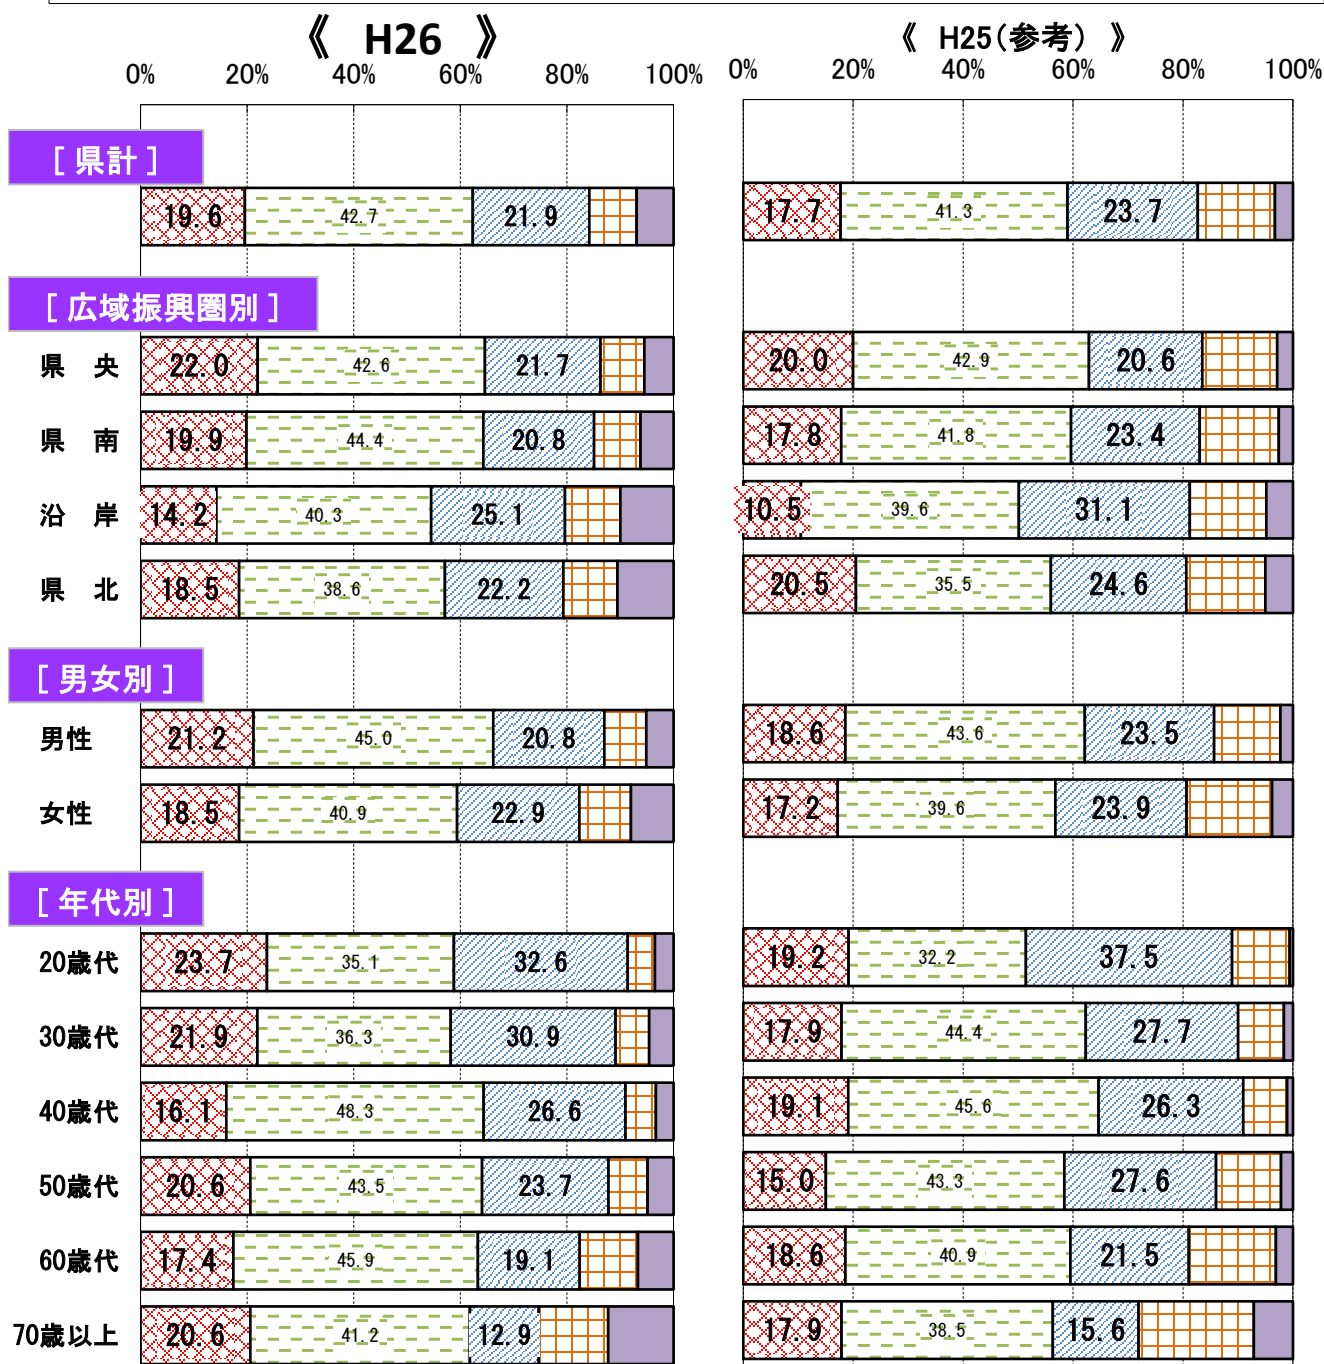 《 H26 》
《 H25(参考) 》
0% 20% 40% 60% 80% 100%
0% 20% 40% 60% 80% 100%
[ 県計 ]
19.6 42.7 21.9
17.7 41.3 23.7
[ 広域振興圏別 ]
県 央 22.0 42.6 21.7
20.0 42.9 20.6
県 南 19.9 44.4 20.8
17.8 41.8 23.4
沿 岸 14.2 40.3 25.1
10.5 39.6 31.1
県 北 18.5 38.6 22.2
20.5 35.5 24.6
[ 男女別 ]
男性 21.2 45.0 20.8
18.6 43.6 23.5
女性 18.5 40.9 22.9
17.2 39.6 23.9
[ 年代別 ]
20歳代 23.7 35.1 32.6
19.2 32.2 37.5
30歳代 21.9 36.3 30.9
17.9 44.4 27.7
40歳代 16.1 48.3 26.6
19.1 45.6 26.3
50歳代 20.6 43.5 23.7
15.0 43.3 27.6
60歳代 17.4 45.9 19.1
18.6 40.9 21.5
70歳以上 20.6 41.2 12.9
17.9 38.5 15.6